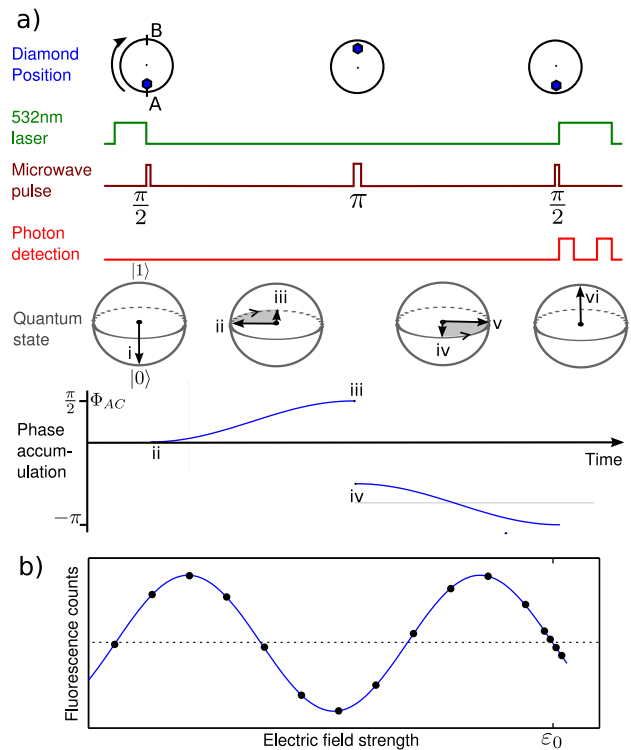 a)
Diamond
Position
B
A
532nm
laser
Microwave
pulse
π/2
π
π/2
Photon
detection
|1⟩
Quantum
state
i
ii
iii
iv
v
vi
|0⟩
π/2
Φ_AC
iii
Phase
accum-
ulation
ii
Time
iv
−π
b)
Fluorescence counts
Electric field strength
ε₀